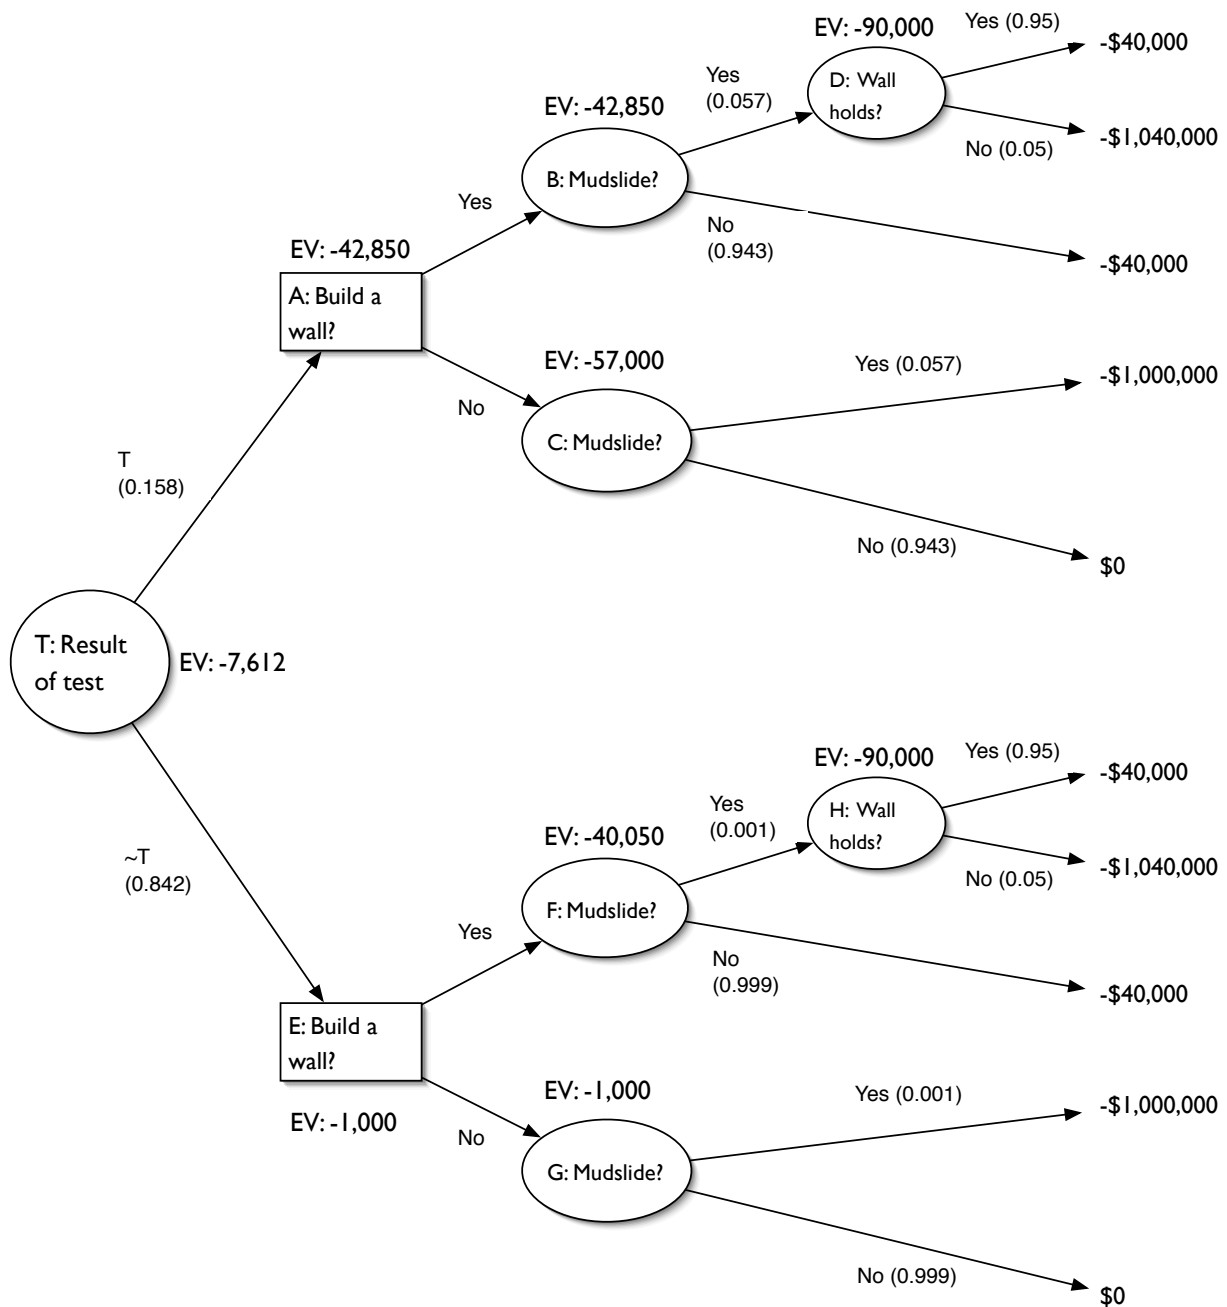 EV: -90,000
Yes (0.95)
-$40,000
D: Wall
holds?
No (0.05)
-$1,040,000
Yes
(0.057)
EV: -42,850
B: Mudslide?
No
(0.943)
-$40,000
Yes
EV: -42,850
A: Build a
wall?
No
EV: -57,000
C: Mudslide?
Yes (0.057)
-$1,000,000
No (0.943)
$0
T
(0.158)
T: Result
of test
EV: -7,612
~T
(0.842)
EV: -90,000
Yes (0.95)
-$40,000
H: Wall
holds?
No (0.05)
-$1,040,000
Yes
(0.001)
EV: -40,050
F: Mudslide?
No
(0.999)
-$40,000
Yes
E: Build a
wall?
EV: -1,000
No
EV: -1,000
G: Mudslide?
Yes (0.001)
-$1,000,000
No (0.999)
$0